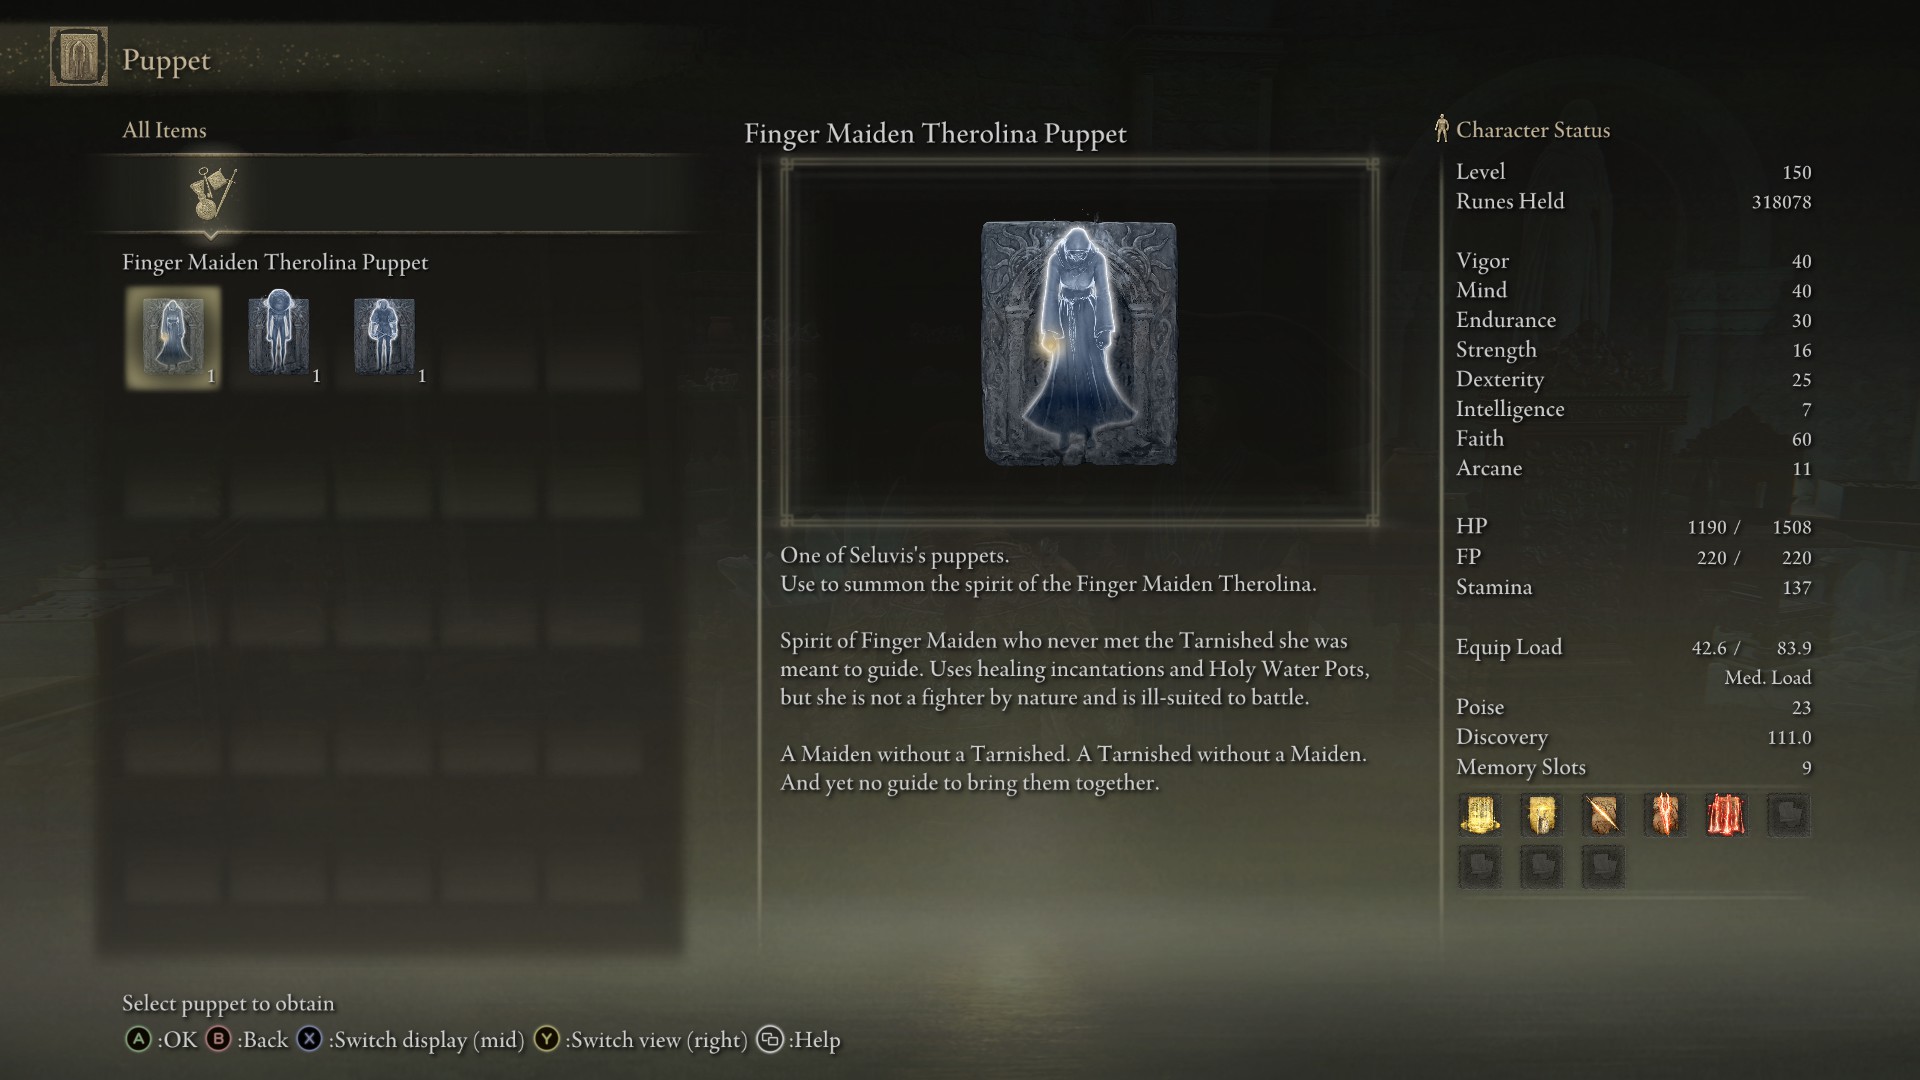 Puppet
All Items
Finger Maiden Therolina Puppet
1 1 1
Finger Maiden Therolina Puppet
One of Seluvis's puppets.
Use to summon the spirit of the Finger Maiden Therolina.
Spirit of Finger Maiden who never met the Tarnished she was
meant to guide. Uses healing incantations and Holy Water Pots,
but she is not a fighter by nature and is ill-suited to battle.
A Maiden without a Tarnished. A Tarnished without a Maiden.
And yet no guide to bring them together.
Character Status
Level 150
Runes Held 318078
Vigor 40
Mind 40
Endurance 30
Strength 16
Dexterity 25
Intelligence 7
Faith 60
Arcane 11
HP 1190 / 1508
FP 220 / 220
Stamina 137
Equip Load 42.6 / 83.9
Med. Load
Poise 23
Discovery 111.0
Memory Slots 9
Select puppet to obtain
A :OK B :Back X :Switch display (mid) Y :Switch view (right) :Help